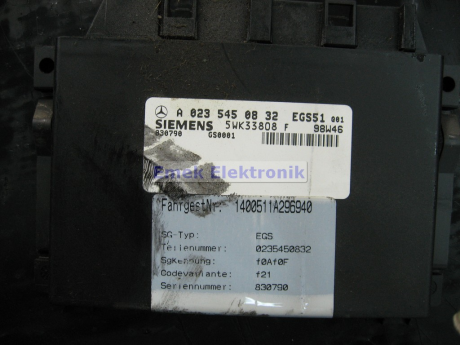 A 023 545 08 32 EGS51 001
SIEMENS 5WK33808 F 98W46
830790 GS0001
Emek Elektronik
FahrgestNr: 1400511A296940
SG-Typ: EGS
Teilenummer: 0235450832
SgKennung: f0Af0F
Codevariante: f21
Seriennummer: 830790